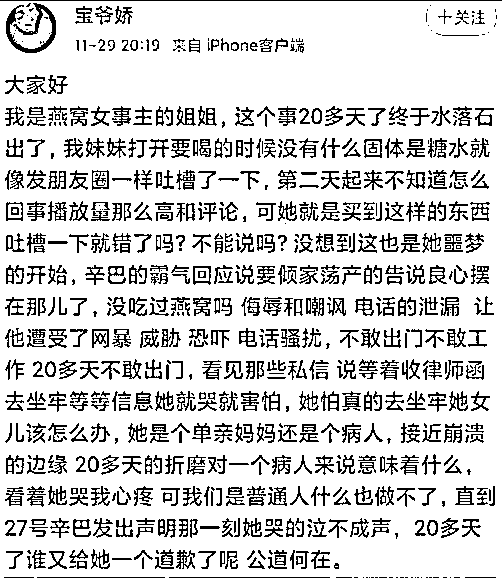 宝爷娇
十关注
11-29 20:19 来自 iPhone客户端
大家好
我是燕窝女事主的姐姐，这个事20多天了终于水落石
出了，我妹妹打开要喝的时候没有什么固体是糖水就
像发朋友圈一样吐槽了一下，第二天起来不知道怎么
回事播放量那么高和评论，可她就是买到这样的东西
吐槽一下就错了吗？不能说吗？没想到这也是她噩梦
的开始，辛巴的霸气回应说要倾家荡产的告说良心摆
在那儿了，没吃过燕窝吗 侮辱和嘲讽 电话的泄漏 让
他遭受了网暴 威胁 恐吓 电话骚扰，不敢出门不敢工
作 20多天不敢出门，看见那些私信 说等着收律师函
去坐牢等等信息她就哭就害怕，她怕真的去坐牢她女
儿该怎么办，她是个单亲妈妈还是个病人，接近崩溃
的边缘 20多天的折磨对一个病人来说意味着什么，
看着她哭我心疼 可我们是普通人什么也做不了，直到
27号辛巴发出声明那一刻她哭的泣不成声，20多天
了谁又给她一个道歉了呢 公道何在。